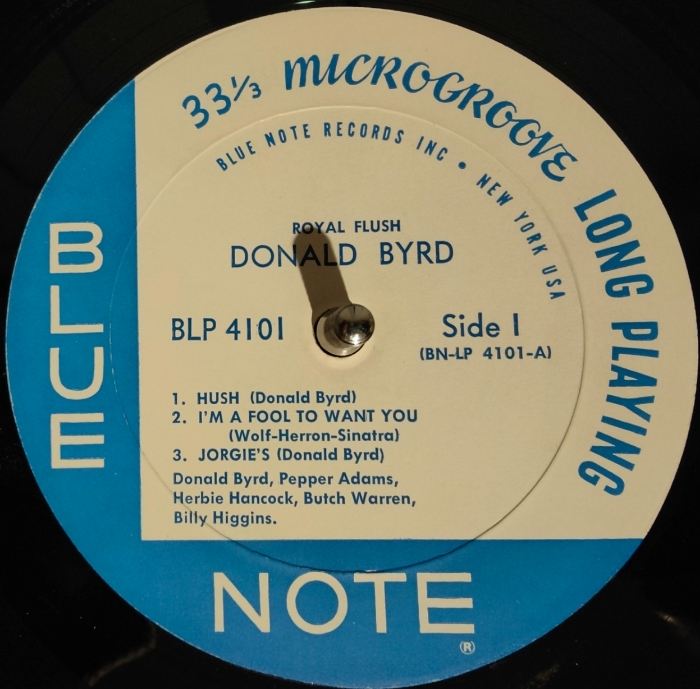 33⅓ MICROGROOVE LONG PLAYING
BLUE NOTE RECORDS INC • NEW YORK USA
ROYAL FLUSH
DONALD BYRD
BLP 4101
Side 1
(BN-LP 4101-A)
1. HUSH (Donald Byrd)
2. I'M A FOOL TO WANT YOU
(Wolf-Herron-Sinatra)
3. JORGIE'S (Donald Byrd)
Donald Byrd, Pepper Adams,
Herbie Hancock, Butch Warren,
Billy Higgins.
BLUE
NOTE
®